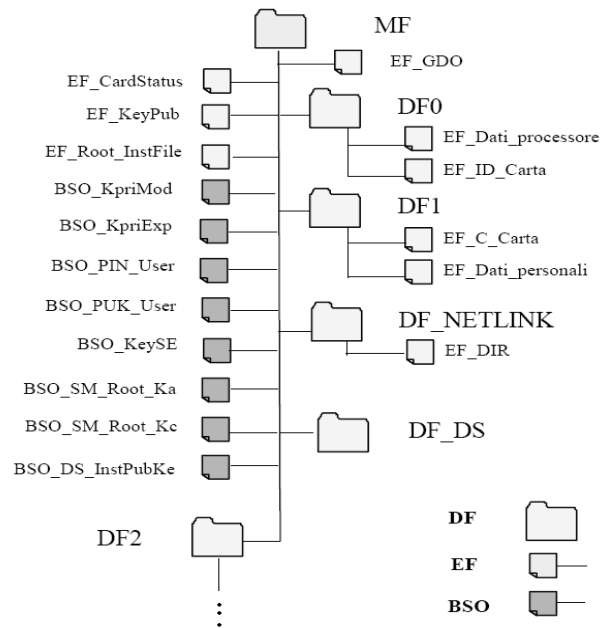 MF
EF_GDO
EF_CardStatus
EF_KeyPub
DF0
EF_Dati_processore
EF_Root_InstFile
EF_ID_Carta
BSO_KpriMod
DF1
BSO_KpriExp
EF_C_Carta
BSO_PIN_User
EF_Dati_personali
BSO_PUK_User
DF_NETLINK
BSO_KeySE
EF_DIR
BSO_SM_Root_Ka
BSO_SM_Root_Kc
DF_DS
BSO_DS_InstPubKe
DF2
DF
EF
BSO